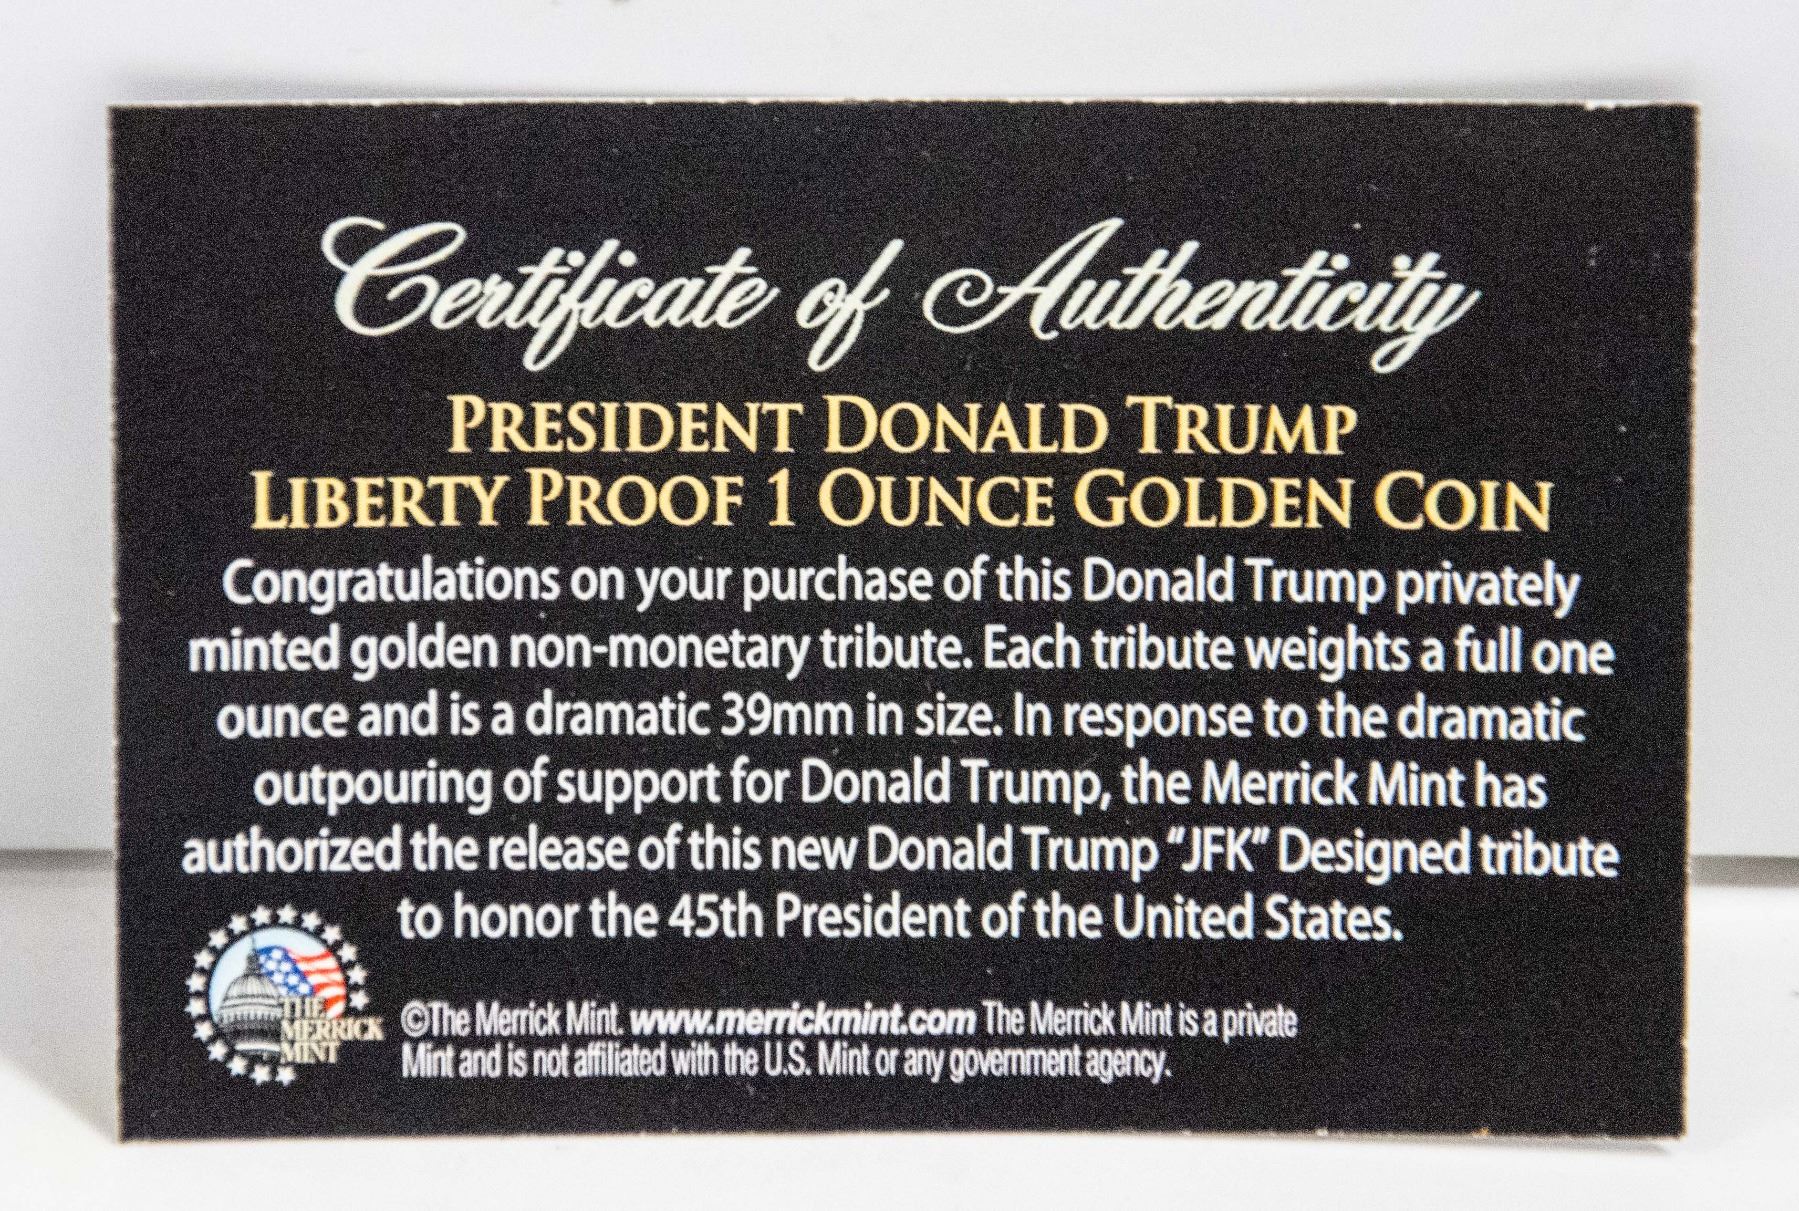 Certificate of Authenticity
PRESIDENT DONALD TRUMP
LIBERTY PROOF 1 OUNCE GOLDEN COIN
Congratulations on your purchase of this Donald Trump privately
minted golden non-monetary tribute. Each tribute weights a full one
ounce and is a dramatic 39mm in size. In response to the dramatic
outpouring of support for Donald Trump, the Merrick Mint has
authorized the release of this new Donald Trump "JFK" Designed tribute
to honor the 45th President of the United States.
THE
MERRICK
MINT
©The Merrick Mint. www.merrickmint.com The Merrick Mint is a private
Mint and is not affiliated with the U.S. Mint or any government agency.